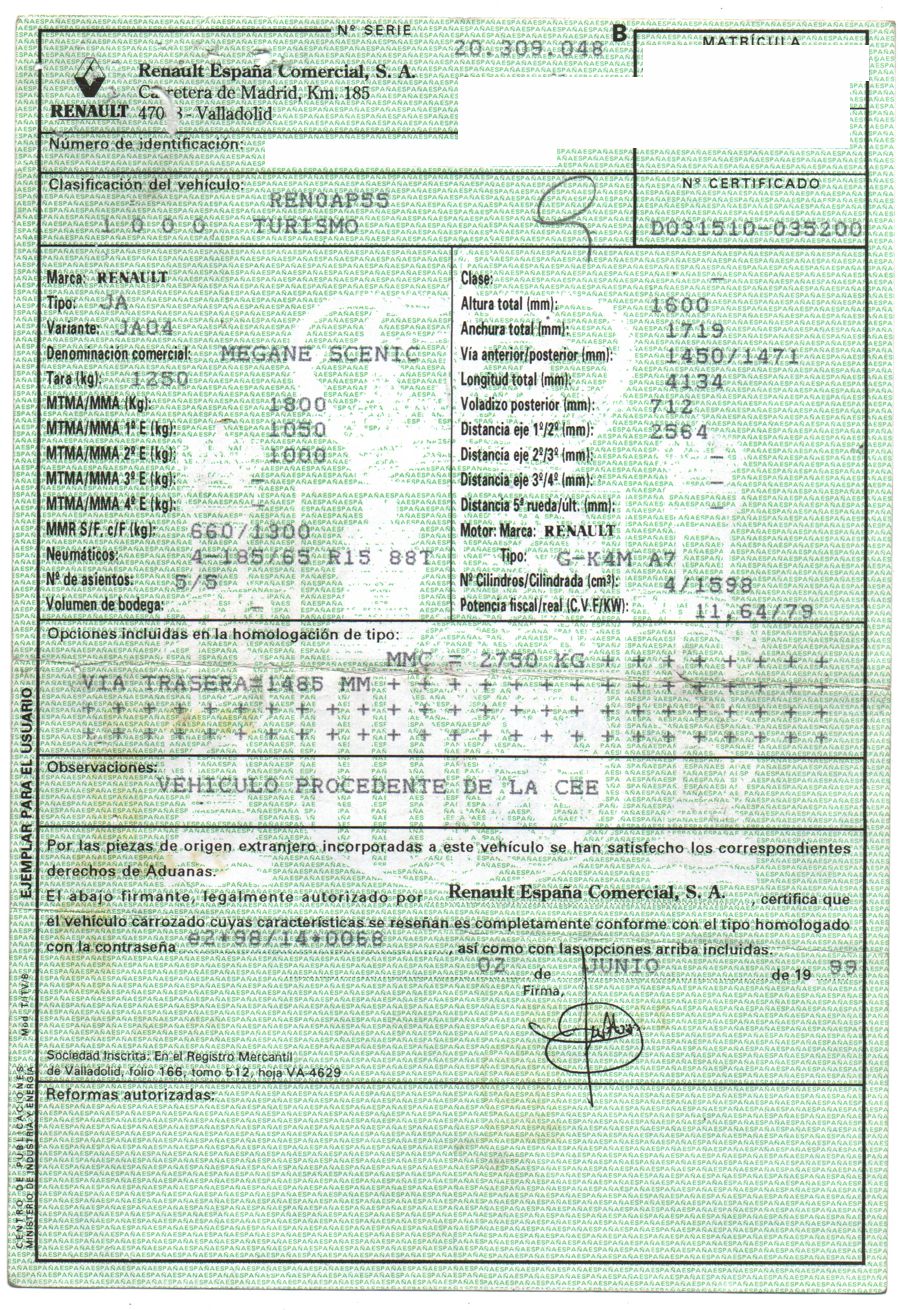 Nº SERIE
20.309.048 B
MATRÍCULA
Renault España Comercial, S. A.
Carretera de Madrid, Km. 185
RENAULT 470 8 - Valladolid
Número de identificación:
Clasificación del vehículo:
REN0AP55
1 0 0 0 TURISMO
Nº CERTIFICADO
D031510-035200
Marca: RENAULT
Tipo: JA
Variante: JA04
Denominación comercial: MEGANE SCENIC
Tara (kg): 1250
MTMA/MMA (Kg): 1800
MTMA/MMA 1º E (kg): 1050
MTMA/MMA 2º E (kg): 1000
MTMA/MMA 3º E (kg): -
MTMA/MMA 4º E (kg): -
MMR S/F. c/F (kg): 660/1300
Neumáticos: 4-185/65 R15 88T
Nº de asientos: 5/5
Volumen de bodega: -
Clase: -
Altura total (mm): 1600
Anchura total (mm): 1719
Vía anterior/posterior (mm): 1450/1471
Longitud total (mm): 4134
Voladizo posterior (mm): 712
Distancia eje 1º/2º (mm): 2564
Distancia eje 2º/3º (mm): -
Distancia eje 3º/4º (mm): -
Distancia 5ª rueda/ult. (mm): -
Motor: Marca: RENAULT
Tipo: G-K4M A7
Nº Cilindros/Cilindrada (cm³): 4/1598
Potencia fiscal/real (C.V.F/KW): 11,64/79
Opciones incluidas en la homologación de tipo:
MMC = 2750 KG + + + + + + + +
VIA TRASERA=1485 MM + + + + + + + + + + + + + + +
+ + + + + + + + + + + + + + + + + + + + + + + + +
+ + + + + + + + + + + + + + + + + + + + + + + + +
Observaciones:
VEHICULO PROCEDENTE DE LA CEE
Por las piezas de origen extranjero incorporadas a este vehículo se han satisfecho los correspondientes
derechos de Aduanas.
El abajo firmante, legalmente autorizado por Renault España Comercial, S. A. , certifica que
el vehículo carrozado cuyas características se reseñan es completamente conforme con el tipo homologado
con la contraseña e2*98/14*0068, así como con las opciones arriba incluidas.
02 de JUNIO de 19 99
Firma,
Sociedad Inscrita: En el Registro Mercantil
de Valladolid, folio 166, tomo 512, hoja VA-4629
Reformas autorizadas:
EJEMPLAR PARA EL USUARIO
CENTRO DE PUBLICACIONES
MINISTERIO DE INDUSTRIA Y ENERGIA
Mod. T/IV/B